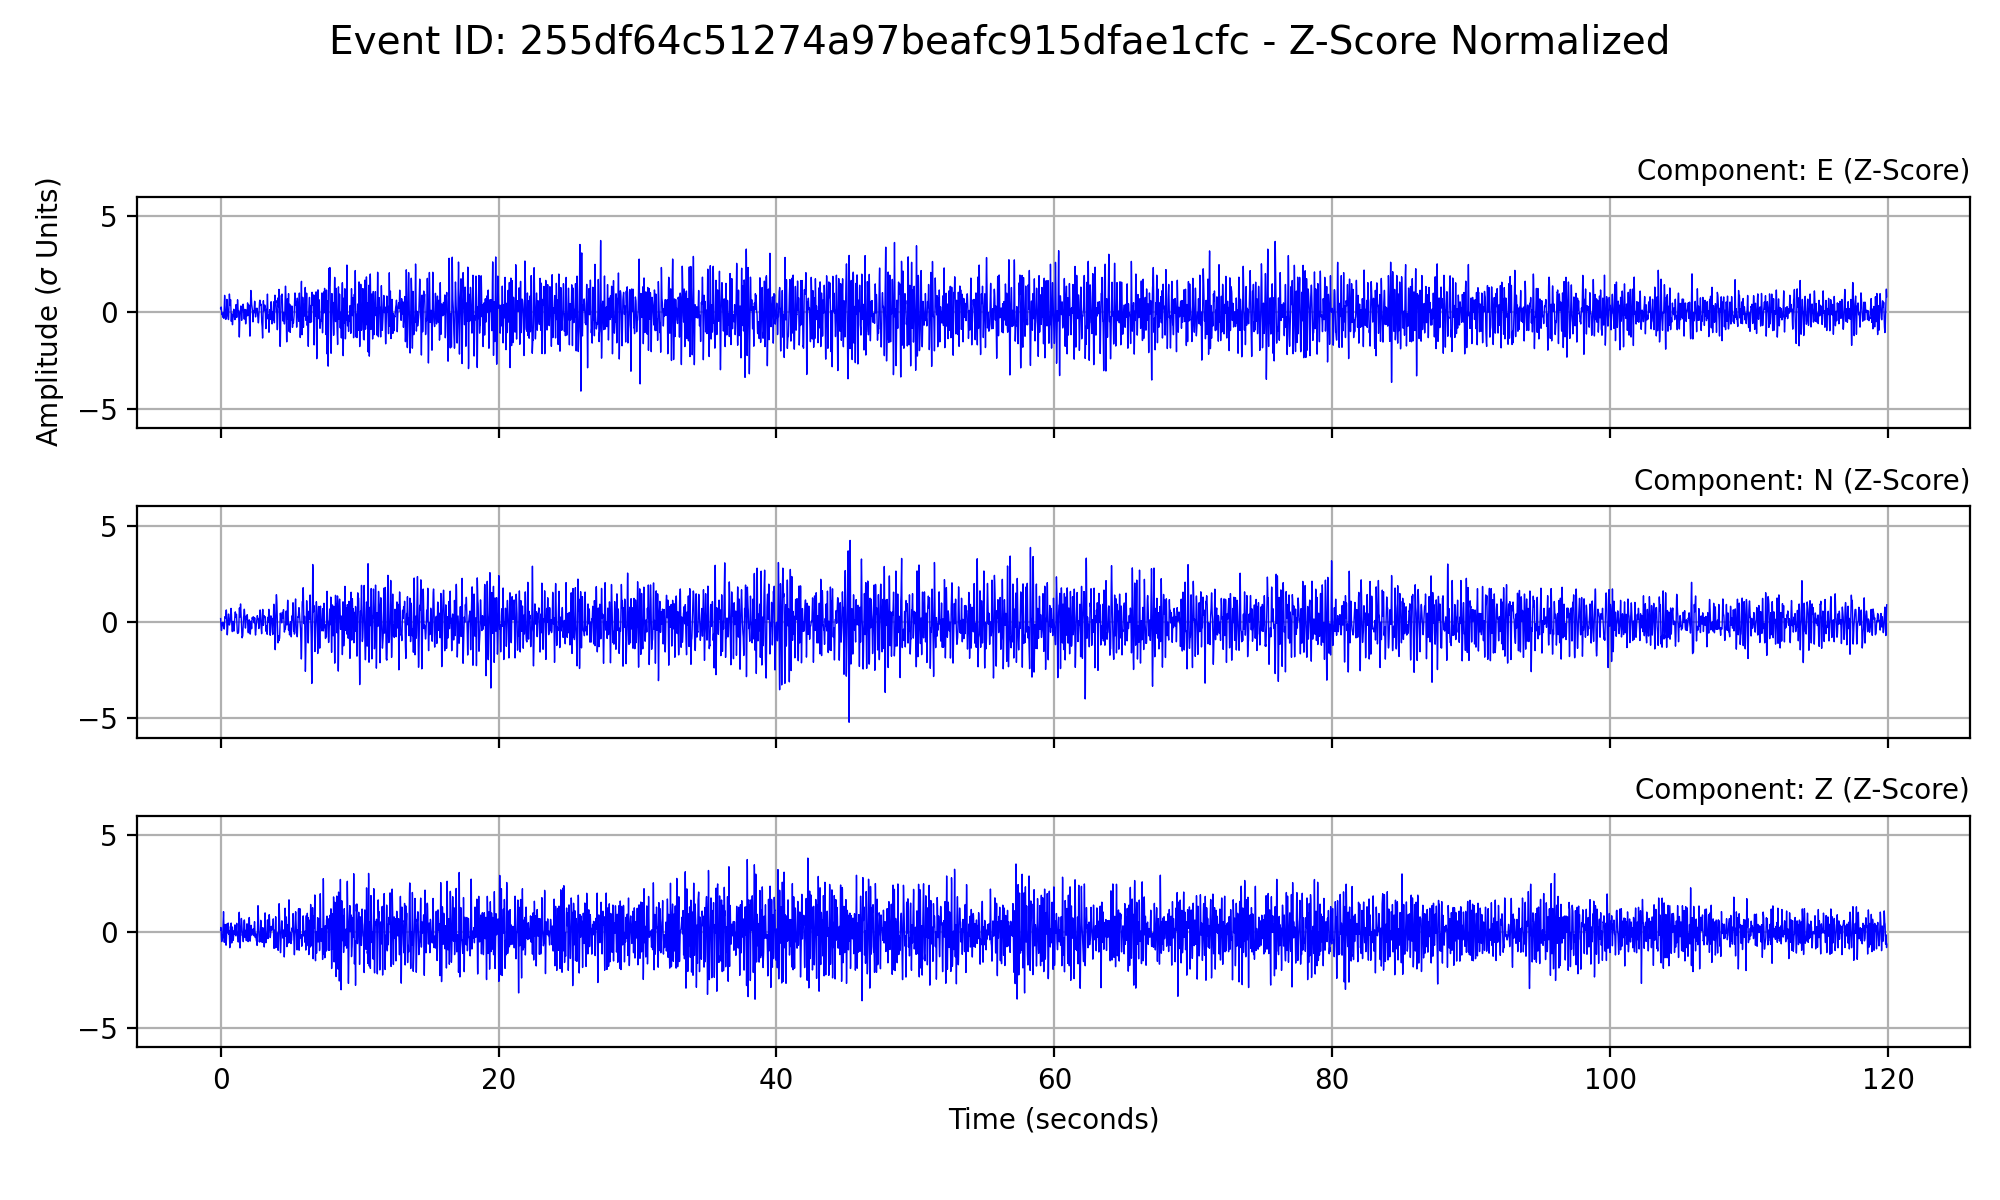 Event ID: 255df64c51274a97beafc915dfae1cfc - Z-Score Normalized
Component: E (Z-Score)
Amplitude (σ Units)
5
0
−5
Component: N (Z-Score)
5
0
−5
Component: Z (Z-Score)
5
0
−5
0 20 40 60 80 100 120
Time (seconds)